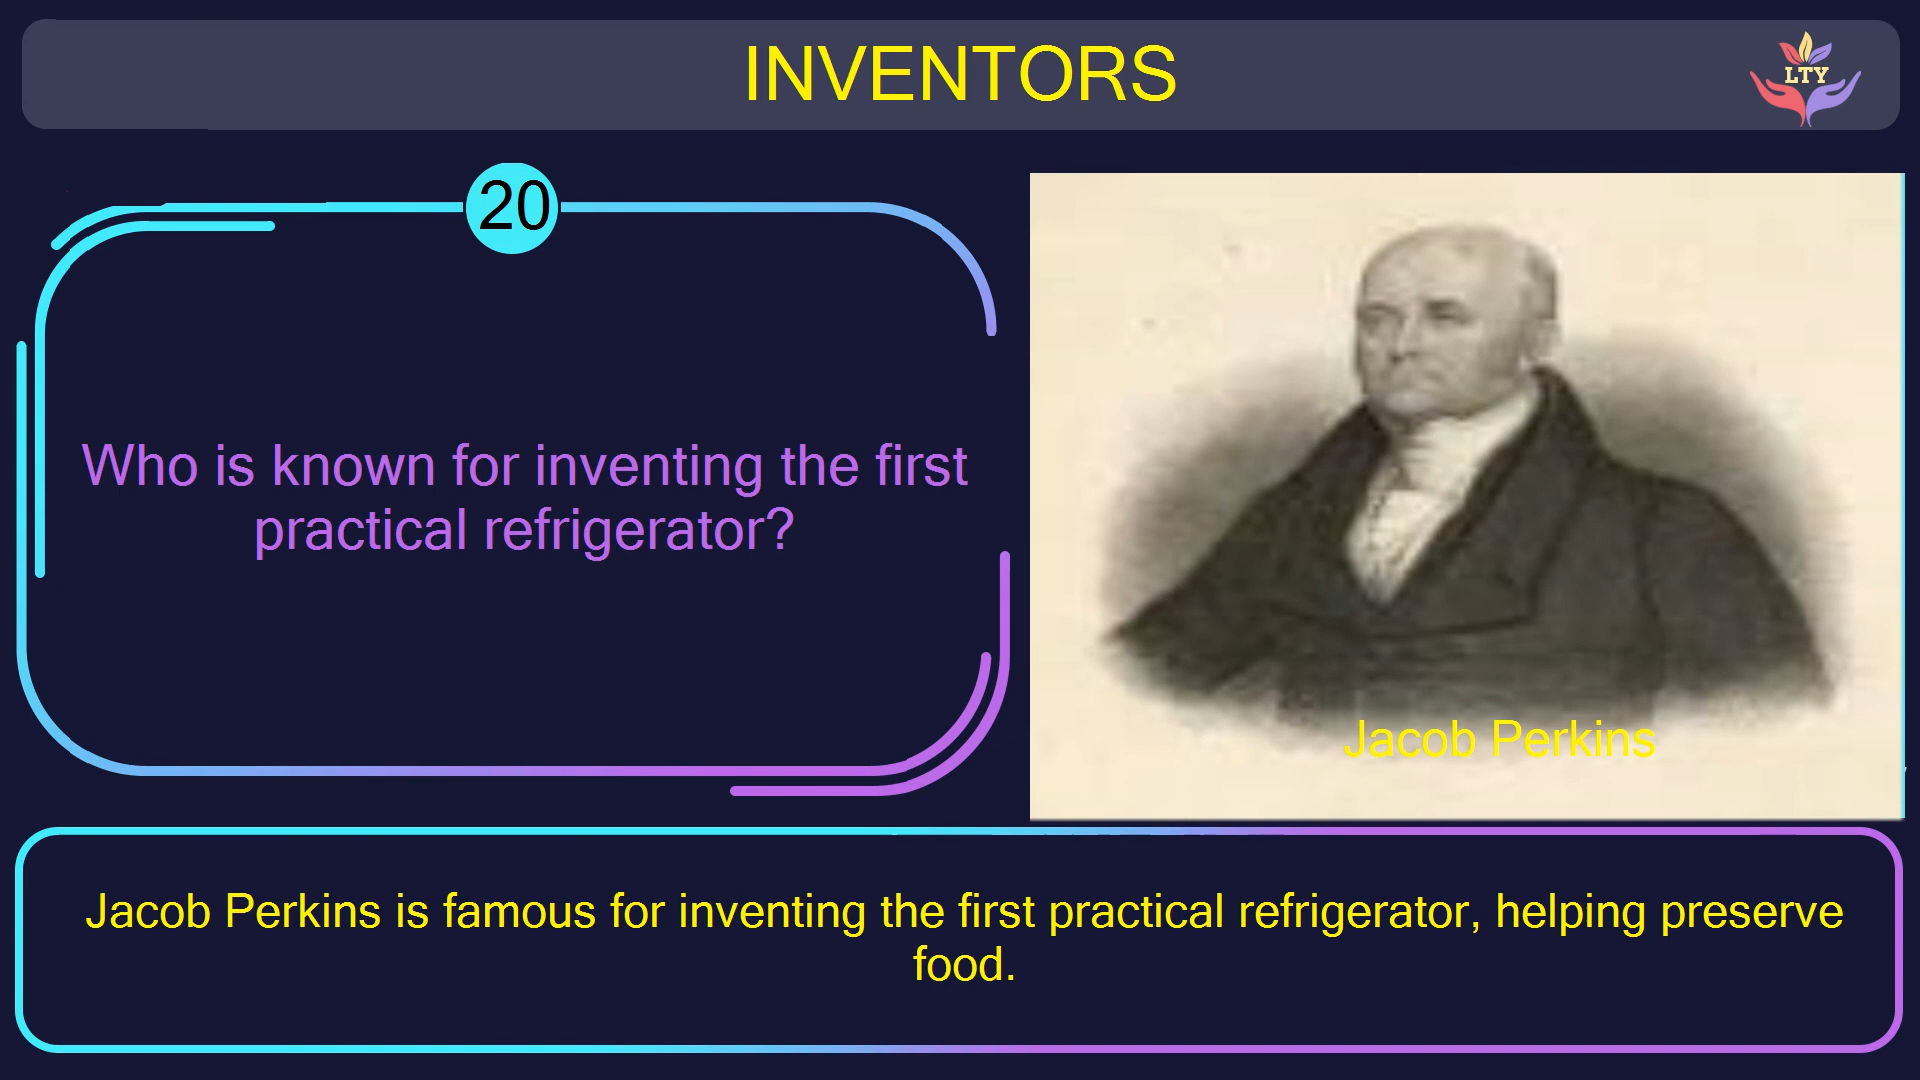 INVENTORS
LTY
20
Who is known for inventing the first
practical refrigerator?
Jacob Perkins
Jacob Perkins is famous for inventing the first practical refrigerator, helping preserve
food.